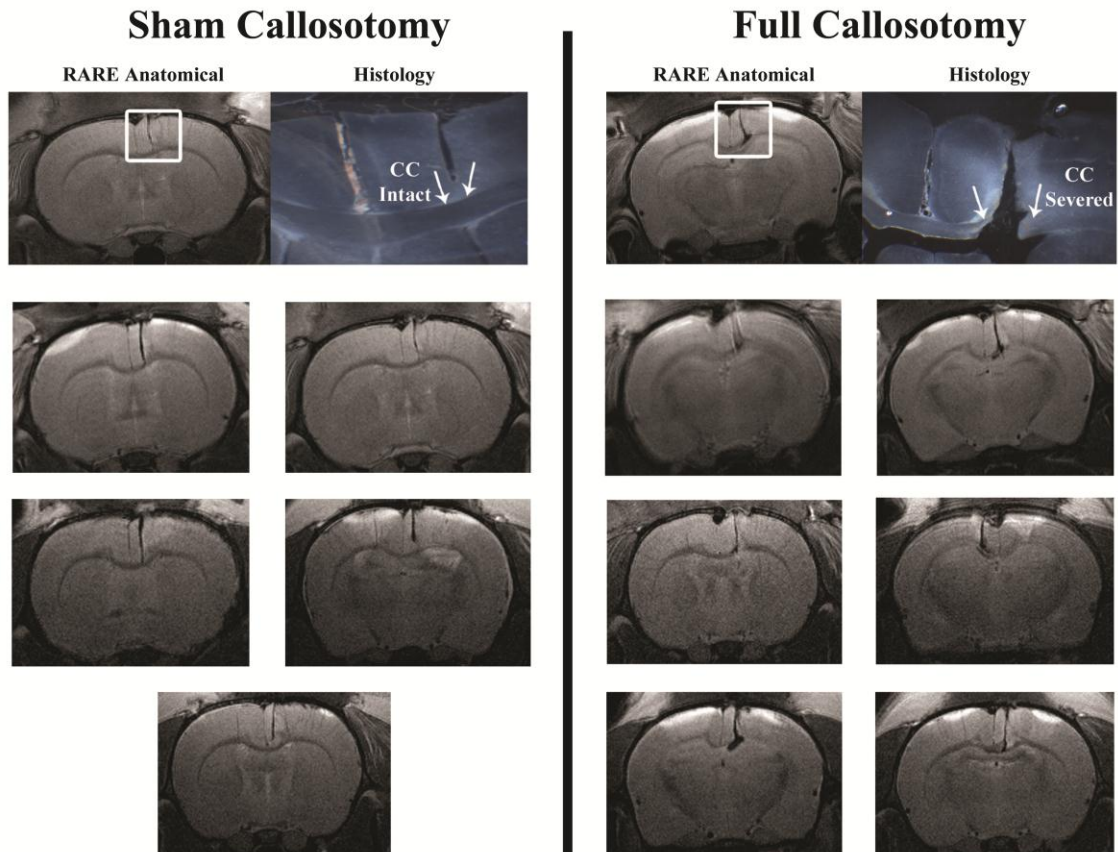 Sham Callosotomy
Full Callosotomy
RARE Anatomical
Histology
RARE Anatomical
Histology
CC
Intact
CC
Severed